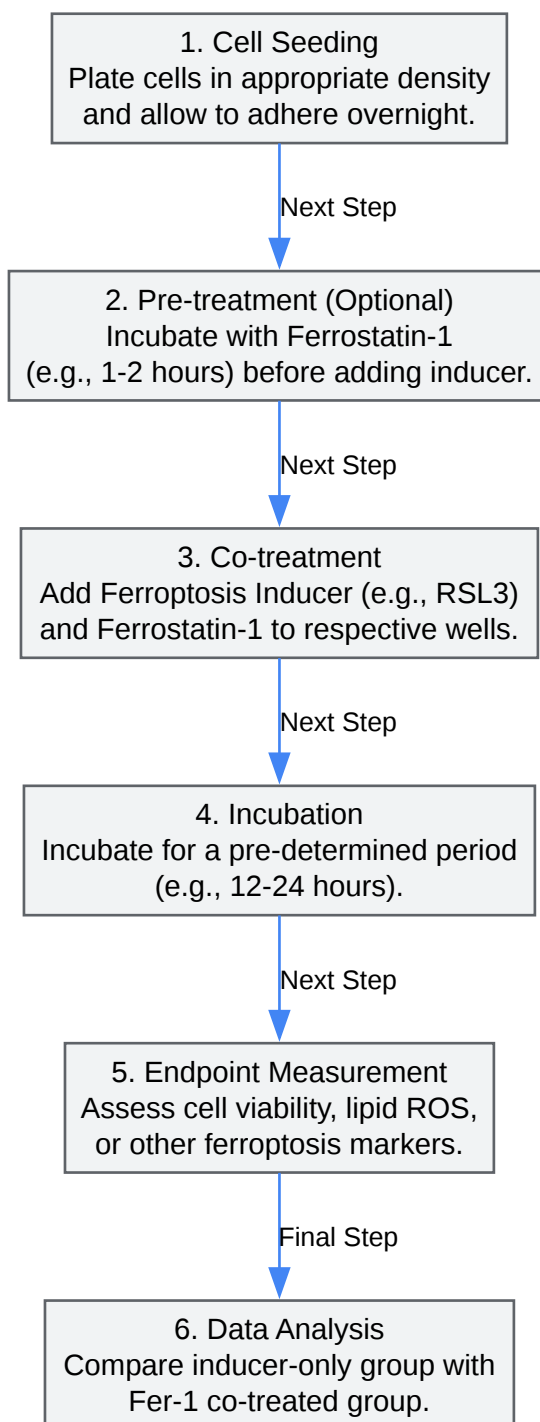 1. Cell Seeding
Plate cells in appropriate density
and allow to adhere overnight.
Next Step
2. Pre-treatment (Optional)
Incubate with Ferrostatin-1
(e.g., 1-2 hours) before adding inducer.
Next Step
3. Co-treatment
Add Ferroptosis Inducer (e.g., RSL3)
and Ferrostatin-1 to respective wells.
Next Step
4. Incubation
Incubate for a pre-determined period
(e.g., 12-24 hours).
Next Step
5. Endpoint Measurement
Assess cell viability, lipid ROS,
or other ferroptosis markers.
Final Step
6. Data Analysis
Compare inducer-only group with
Fer-1 co-treated group.